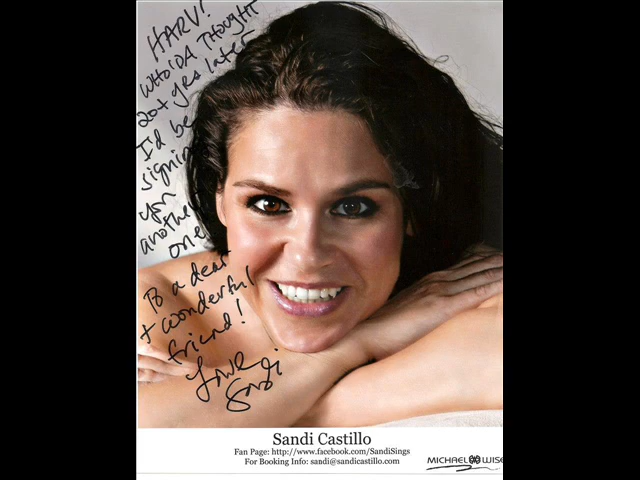 HARV!
WHO'DA THOUGHT
20+ yrs later
I'd be
signing
you
another
one!
To a dear
+ wonderful
friend!
Love,
Sandi
Sandi Castillo
Fan Page: http://www.facebook.com/SandiSings
For Booking Info: sandi@sandicastillo.com
MICHAEL WISE